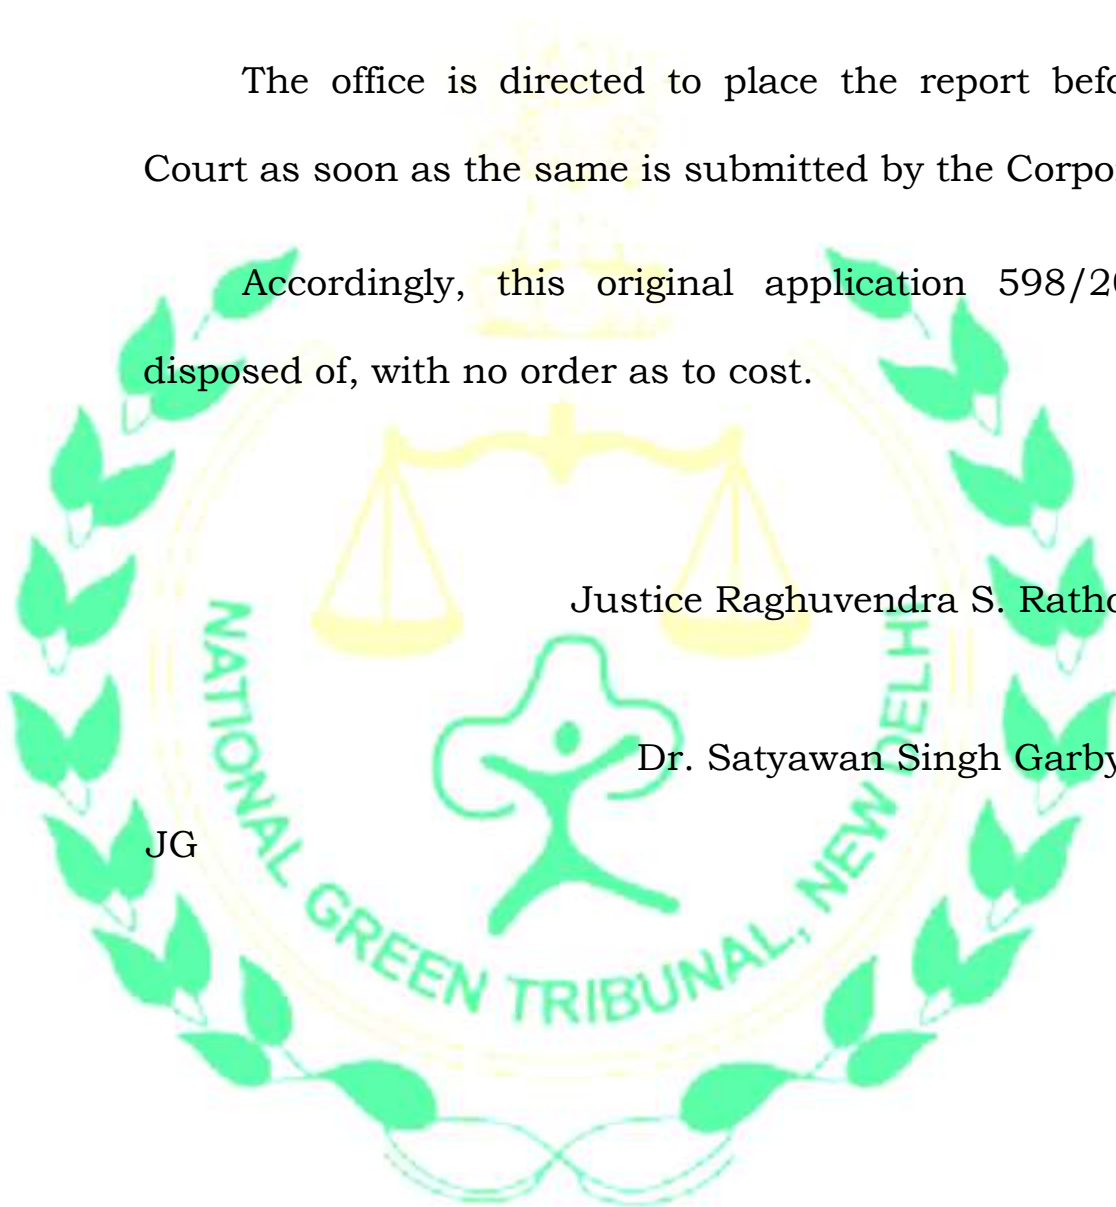 The office is directed to place the report befo
Court as soon as the same is submitted by the Corpo
Accordingly, this original application 598/20
disposed of, with no order as to cost.
Justice Raghuvendra S. Ratho
Dr. Satyawan Singh Garby
JG
NATIONAL GREEN TRIBUNAL, NEW DELHI